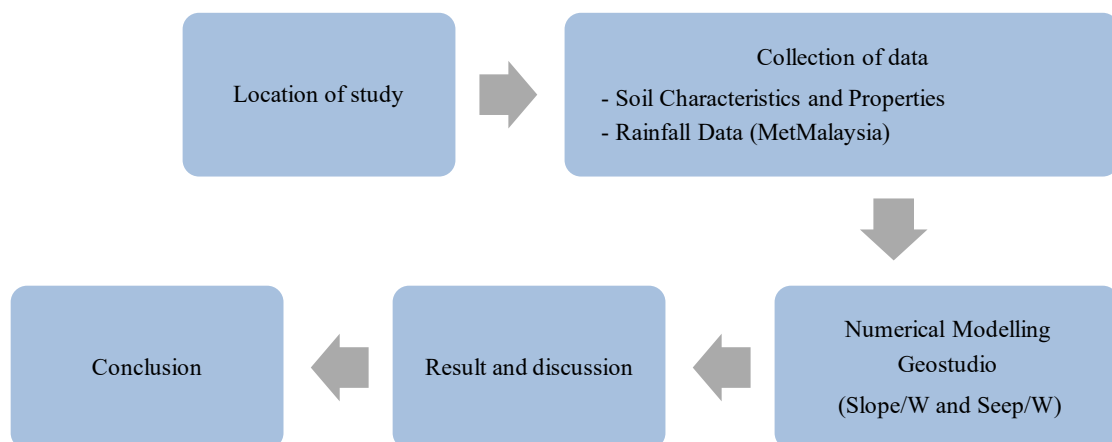 Location of study
Collection of data
- Soil Characteristics and Properties
- Rainfall Data (MetMalaysia)
Numerical Modelling
Geostudio
(Slope/W and Seep/W)
Result and discussion
Conclusion